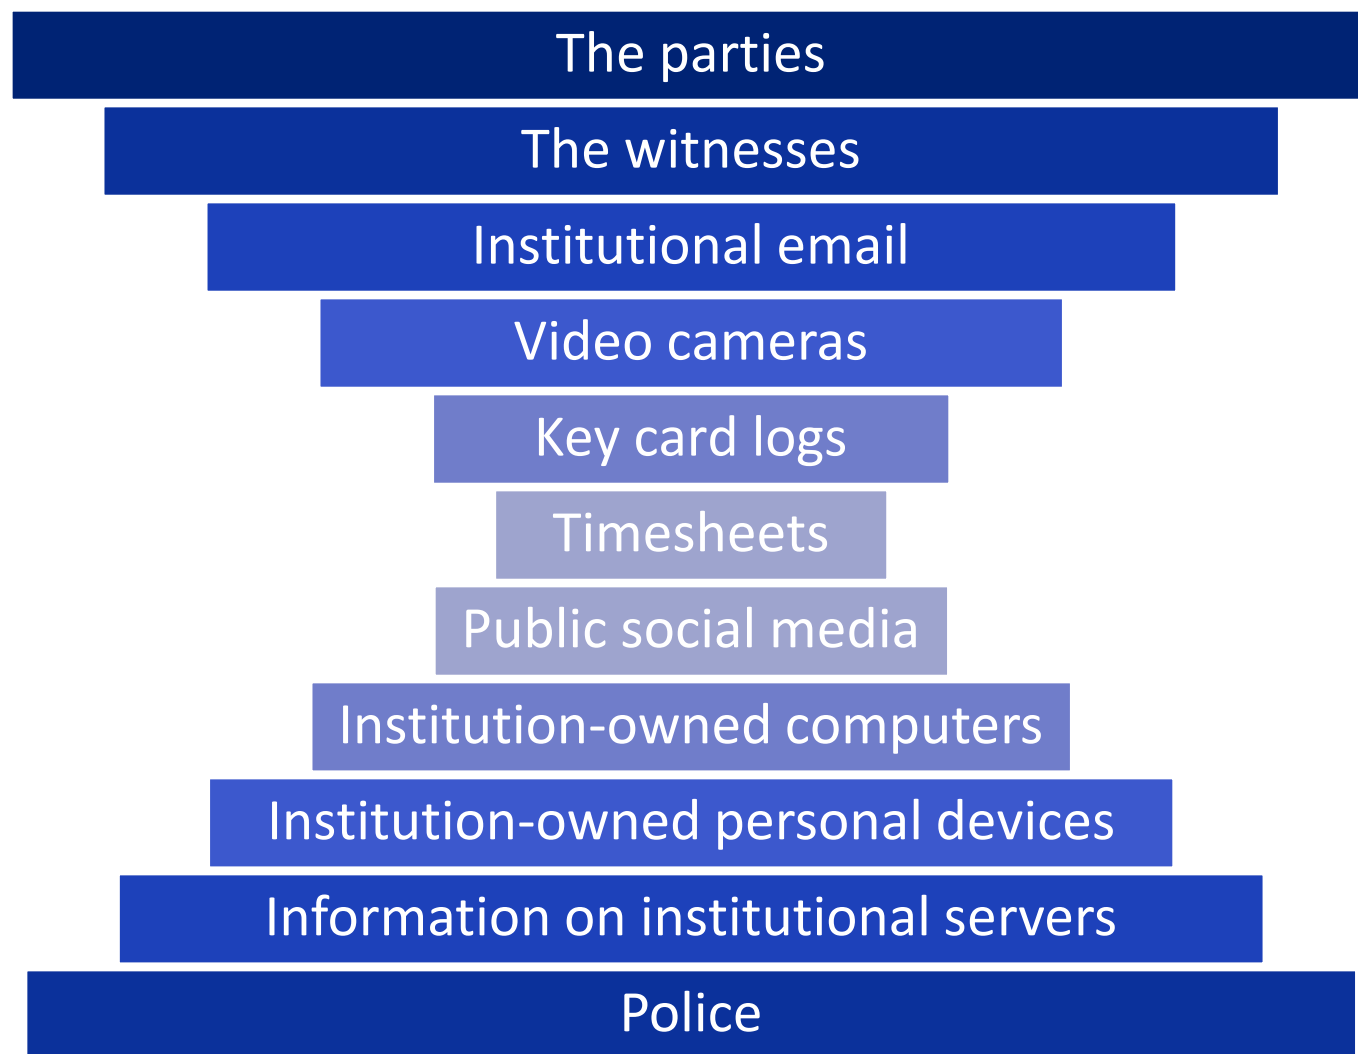 The parties
The witnesses
Institutional email
Video cameras
Key card logs
Timesheets
Public social media
Institution-owned computers
Institution-owned personal devices
Information on institutional servers
Police